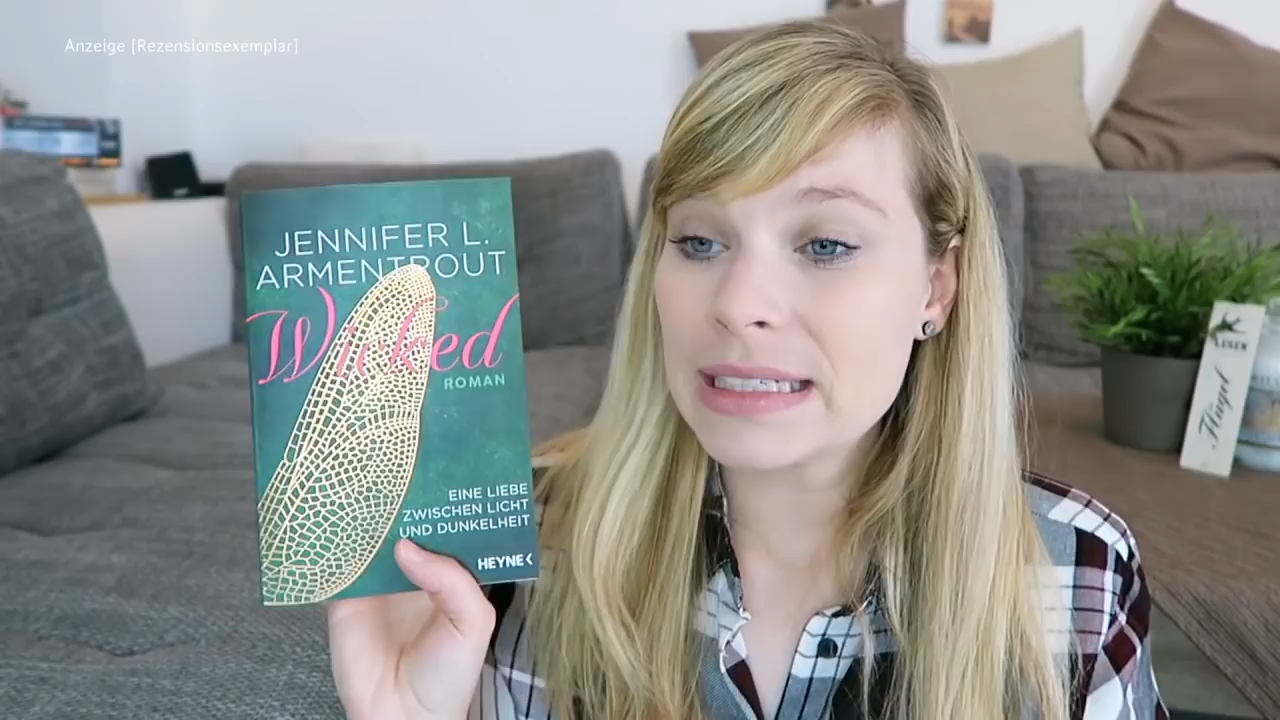 Anzeige [Rezensionsexemplar]
JENNIFER L.
ARMENTROUT
Wicked
ROMAN
EINE LIEBE
ZWISCHEN LICHT
UND DUNKELHEIT
HEYNE
LESEN
Flügel